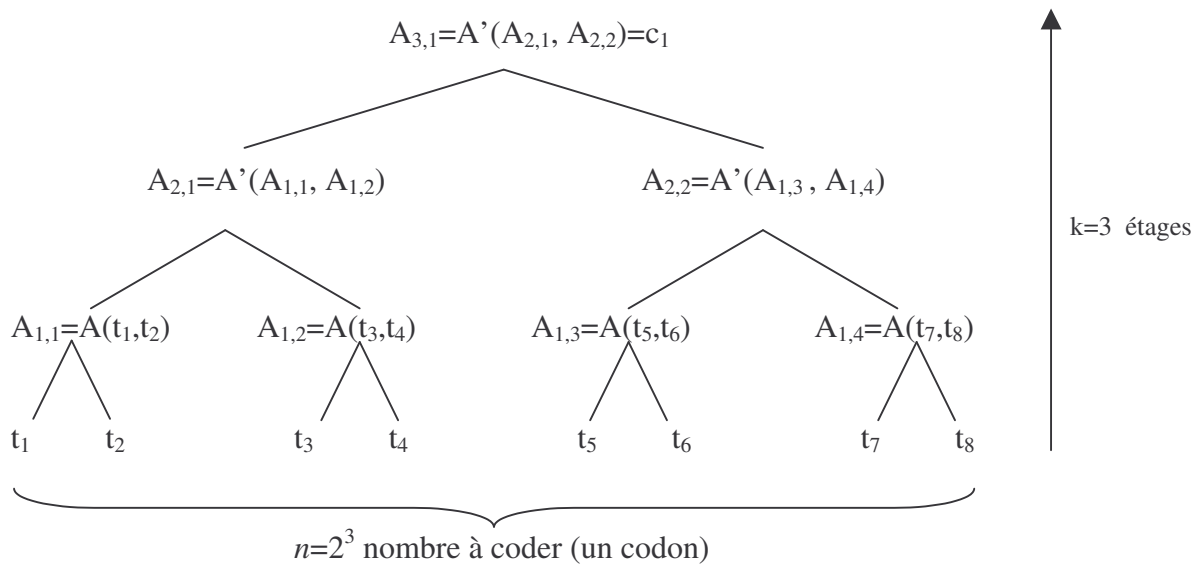 A₃,₁=A’(A₂,₁, A₂,₂)=c₁
A₂,₁=A’(A₁,₁, A₁,₂) A₂,₂=A’(A₁,₃ , A₁,₄)
k=3 étages
A₁,₁=A(t₁,t₂) A₁,₂=A(t₃,t₄) A₁,₃=A(t₅,t₆) A₁,₄=A(t₇,t₈)
t₁ t₂ t₃ t₄ t₅ t₆ t₇ t₈
n=2³ nombre à coder (un codon)